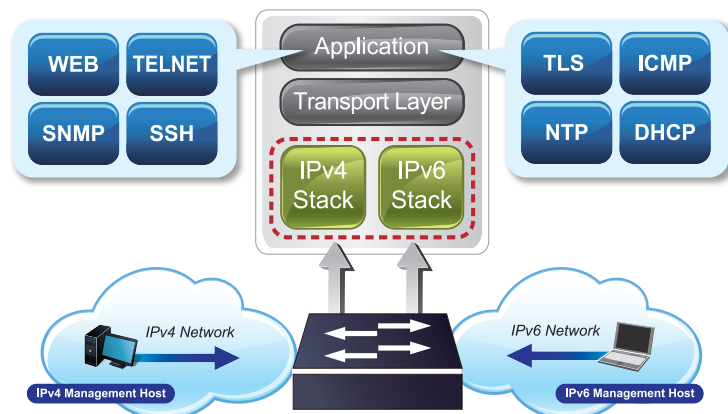 Application
WEB
TELNET
SNMP
SSH
TLS
ICMP
NTP
DHCP
Transport Layer
IPv4
Stack
IPv6
Stack
IPv4 Network
IPv4 Management Host
IPv6 Network
IPv6 Management Host